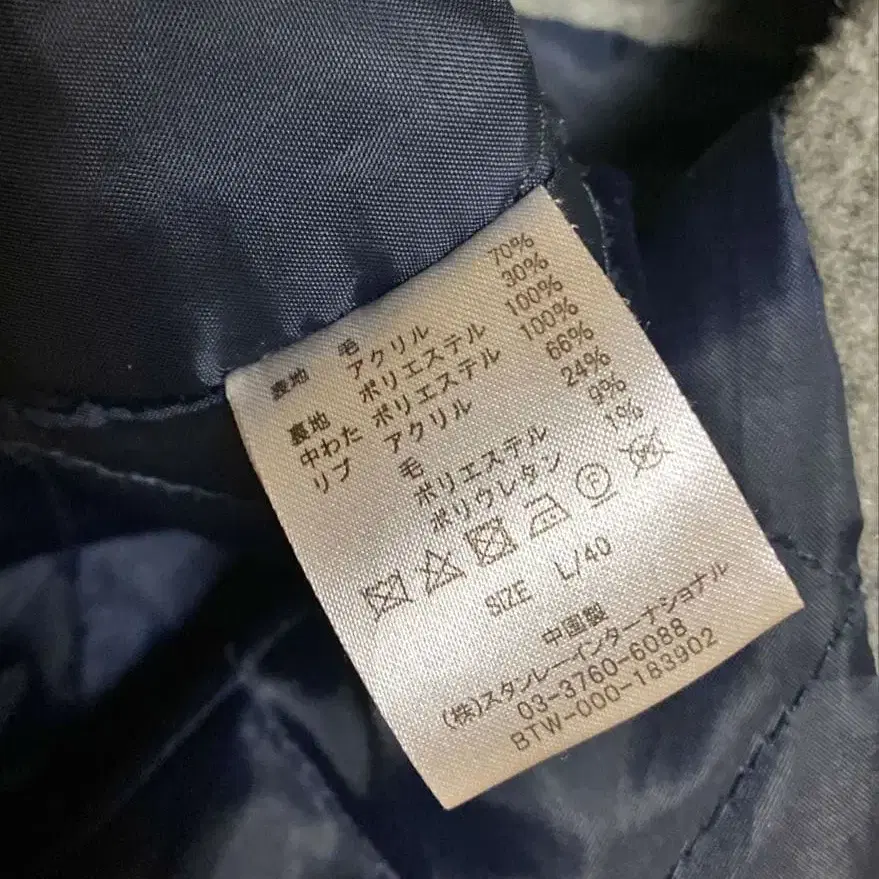 表地 毛 70%
アクリル 30%
裏地 ポリエステル 100%
中わた ポリエステル 100%
リブ アクリル 66%
毛 24%
ポリエステル 9%
ポリウレタン 1%
F
SIZE L/40
中国製
(株)スタンレーインターナショナル
03-3760-6088
BTW-000-183902